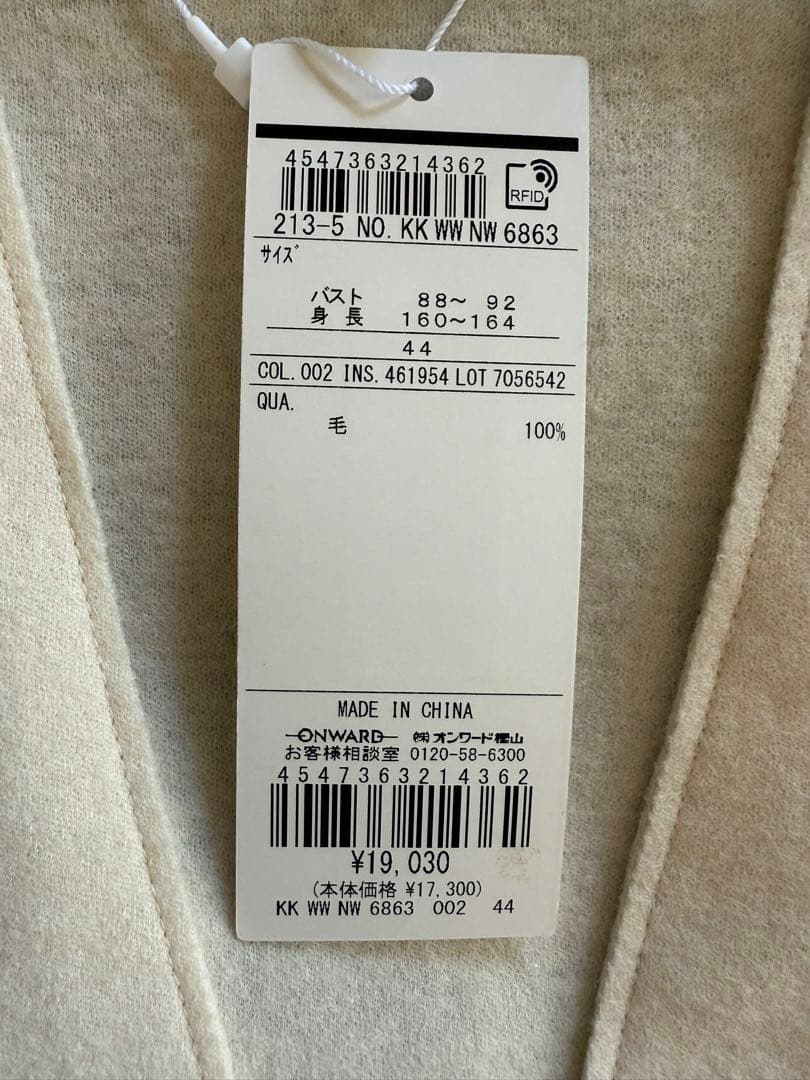 4547363214362
RFID
213-5 NO. KK WW NW 6863
サイズ
バスト 88～ 92
身長 160～164
44
COL. 002 INS. 461954 LOT 7056542
QUA.
毛 100%
MADE IN CHINA
ONWARD ㈱オンワード樫山
お客様相談室 0120-58-6300
4547363214362
¥19,030
(本体価格 ¥17,300)
KK WW NW 6863 002 44